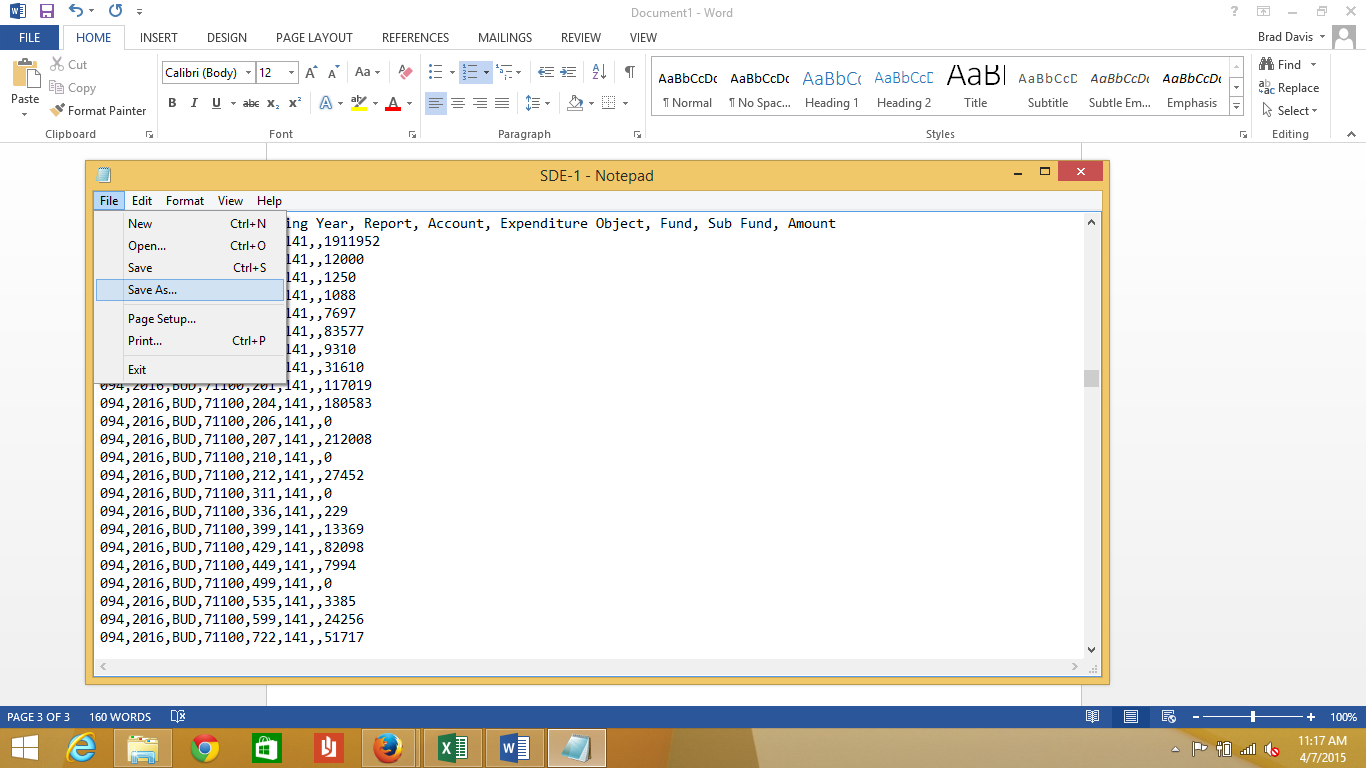 Document1 - Word
FILE HOME INSERT DESIGN PAGE LAYOUT REFERENCES MAILINGS REVIEW VIEW Brad Davis
Paste
Cut
Copy
Format Painter
Clipboard
Calibri (Body) 12
Font
Paragraph
AaBbCcDc AaBbCcDc AaBbCc AaBbCcD AaBl AaBbCcD AaBbCcDc AaBbCcDc
¶ Normal ¶ No Spac... Heading 1 Heading 2 Title Subtitle Subtle Em... Emphasis
Styles
Find
Replace
Select
Editing
SDE-1 - Notepad
File Edit Format View Help
New Ctrl+N
Open... Ctrl+O
Save Ctrl+S
Save As...
Page Setup...
Print... Ctrl+P
Exit
ing Year, Report, Account, Expenditure Object, Fund, Sub Fund, Amount
141,,1911952
141,,12000
141,,1250
141,,1088
141,,7697
141,,83577
141,,9310
141,,31610
094,2016,BUD,71100,201,141,,117019
094,2016,BUD,71100,204,141,,180583
094,2016,BUD,71100,206,141,,0
094,2016,BUD,71100,207,141,,212008
094,2016,BUD,71100,210,141,,0
094,2016,BUD,71100,212,141,,27452
094,2016,BUD,71100,311,141,,0
094,2016,BUD,71100,336,141,,229
094,2016,BUD,71100,399,141,,13369
094,2016,BUD,71100,429,141,,82098
094,2016,BUD,71100,449,141,,7994
094,2016,BUD,71100,499,141,,0
094,2016,BUD,71100,535,141,,3385
094,2016,BUD,71100,599,141,,24256
094,2016,BUD,71100,722,141,,51717
PAGE 3 OF 3 160 WORDS 100%
11:17 AM
4/7/2015